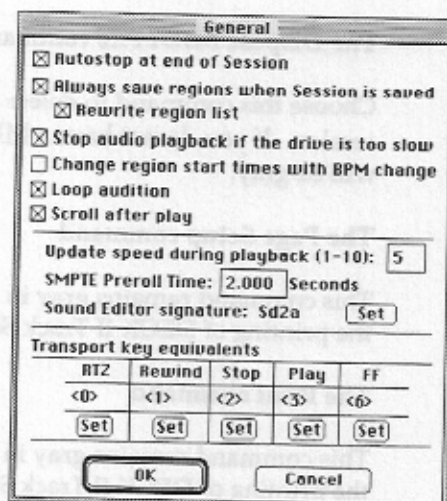 General
Autostop at end of Session
Always save regions when Session is saved
Rewrite region list
Stop audio playback if the drive is too slow
Change region start times with BPM change
Loop audition
Scroll after play
Update speed during playback (1-10): 5
SMPTE Preroll Time: 2.000 Seconds
Sound Editor signature: Sd2a Set
Transport key equivalents
RTZ Rewind Stop Play FF
<0> <1> <2> <3> <6>
Set Set Set Set Set
OK Cancel